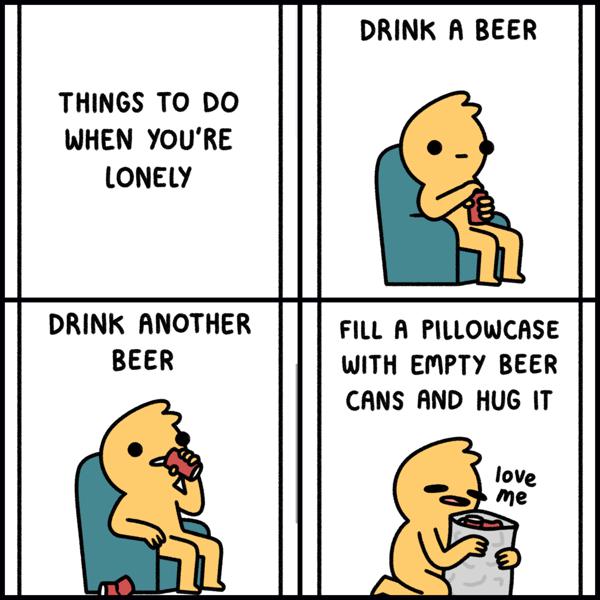 THINGS TO DO
WHEN YOU'RE
LONELY
DRINK A BEER
DRINK ANOTHER
BEER
FILL A PILLOWCASE
WITH EMPTY BEER
CANS AND HUG IT
love
me